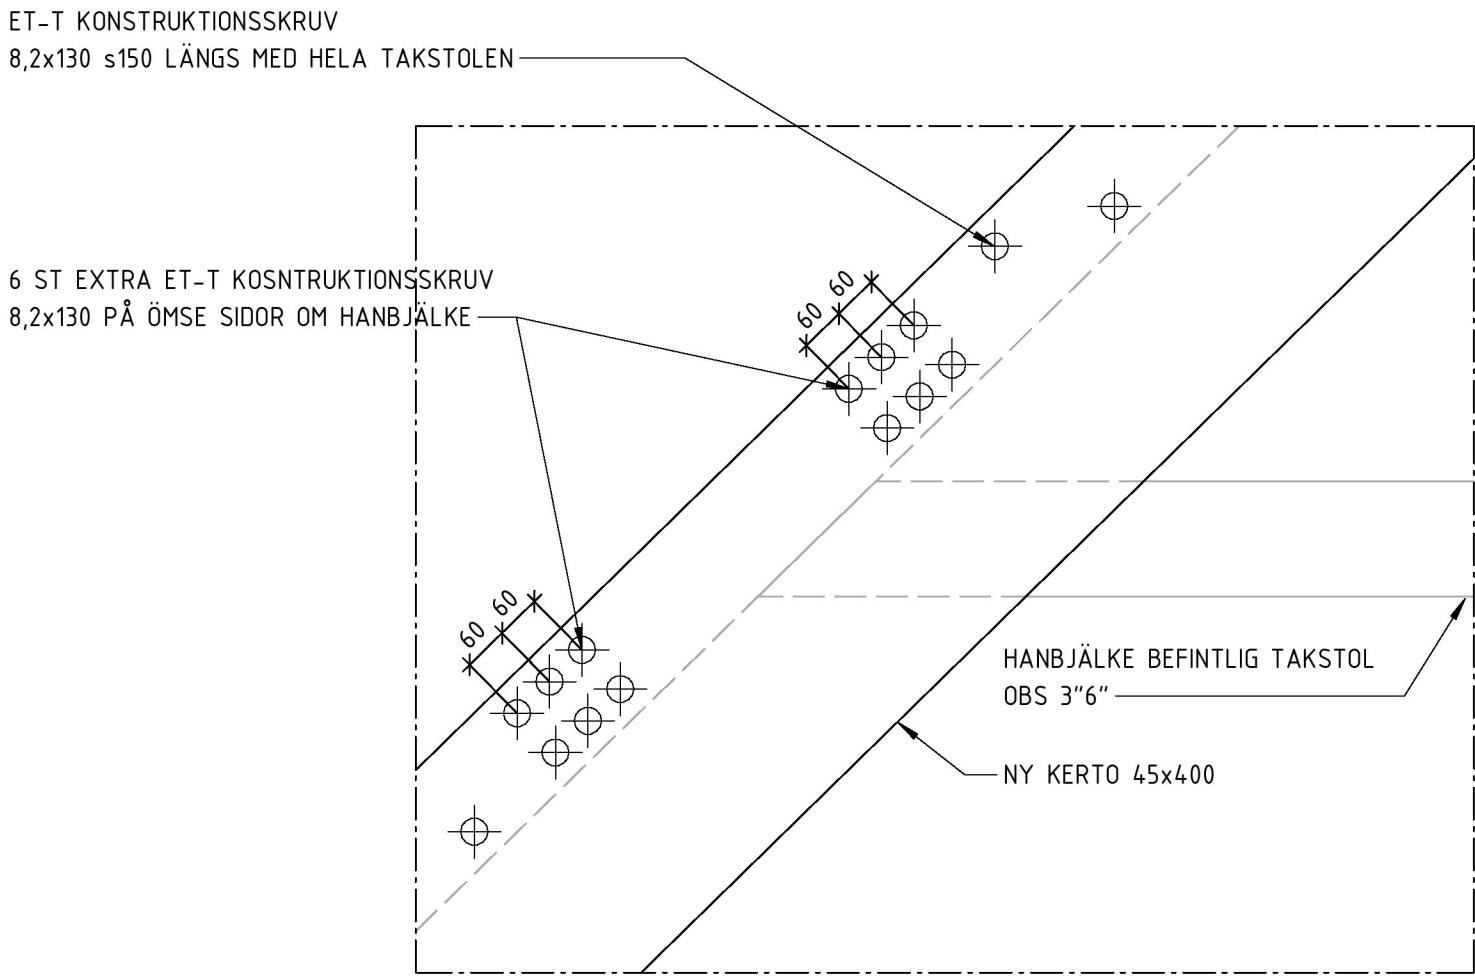 ET-T KONSTRUKTIONSSKRUV
8,2x130 s150 LÄNGS MED HELA TAKSTOLEN
6 ST EXTRA ET-T KOSNTRUKTIONSSKRUV
8,2x130 PÅ ÖMSE SIDOR OM HANBJÄLKE
60
60
60
60
HANBJÄLKE BEFINTLIG TAKSTOL
OBS 3"6"
NY KERTO 45x400